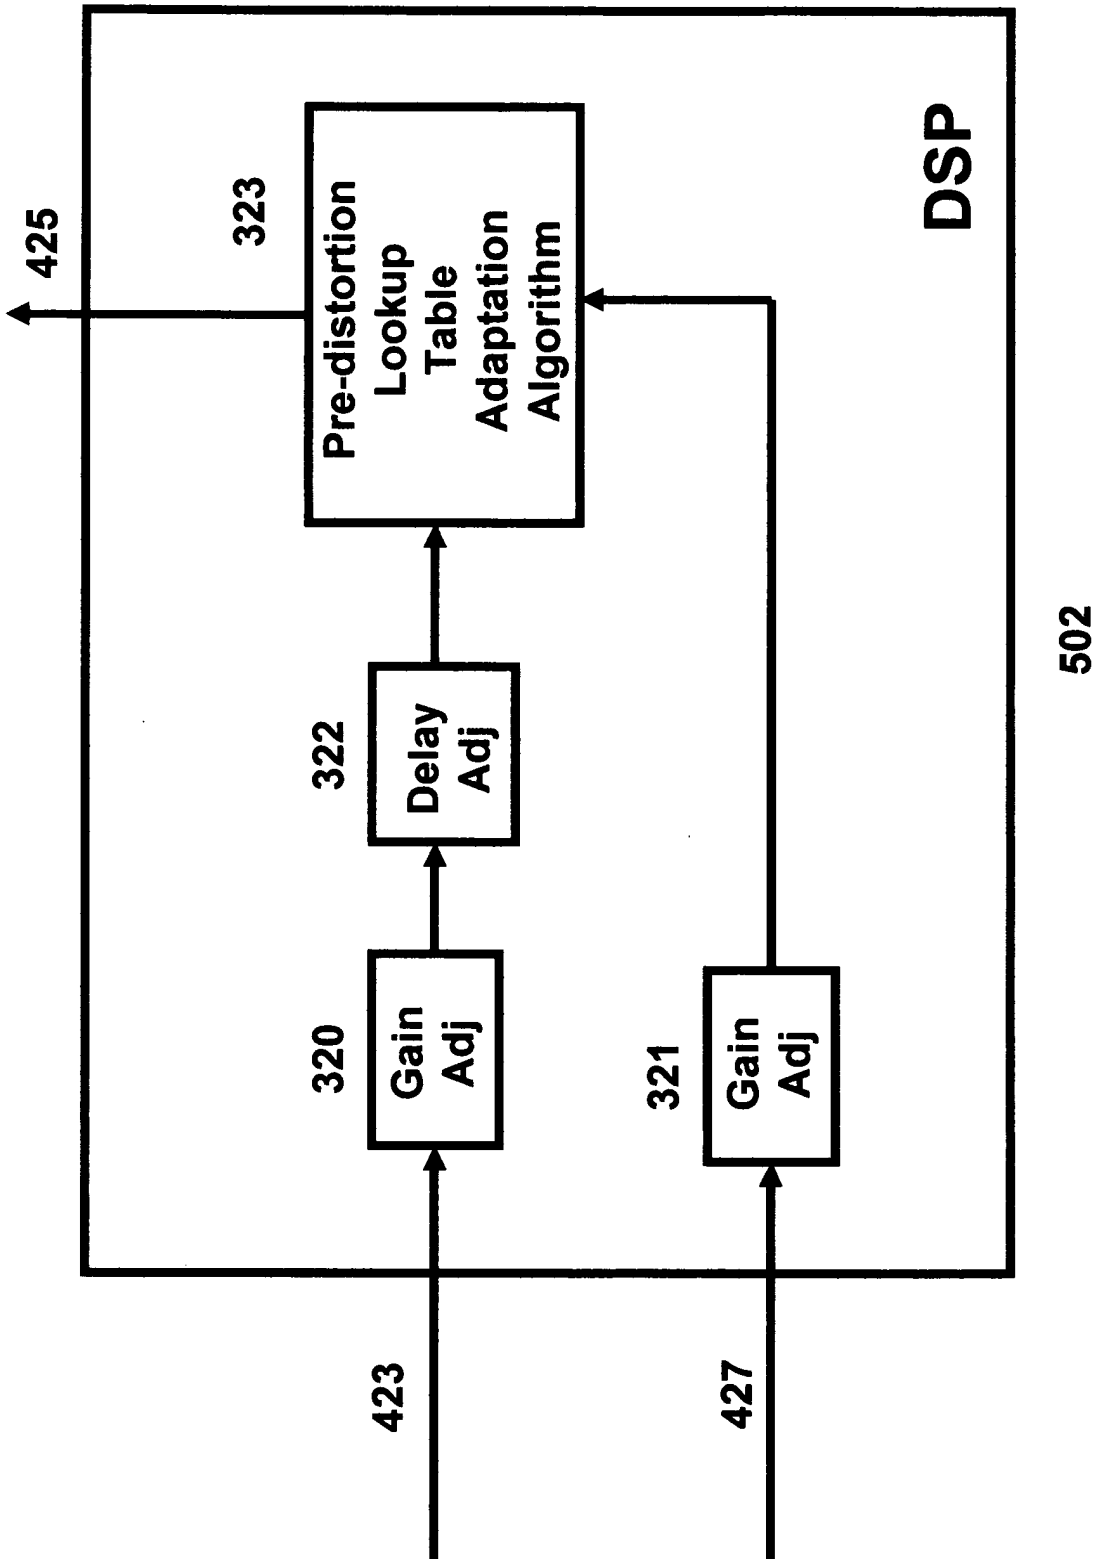 425
323
Pre-distortion
Lookup
Table
Adaptation
Algorithm
322
Delay
Adj
320
Gain
Adj
321
Gain
Adj
423
427
DSP
502